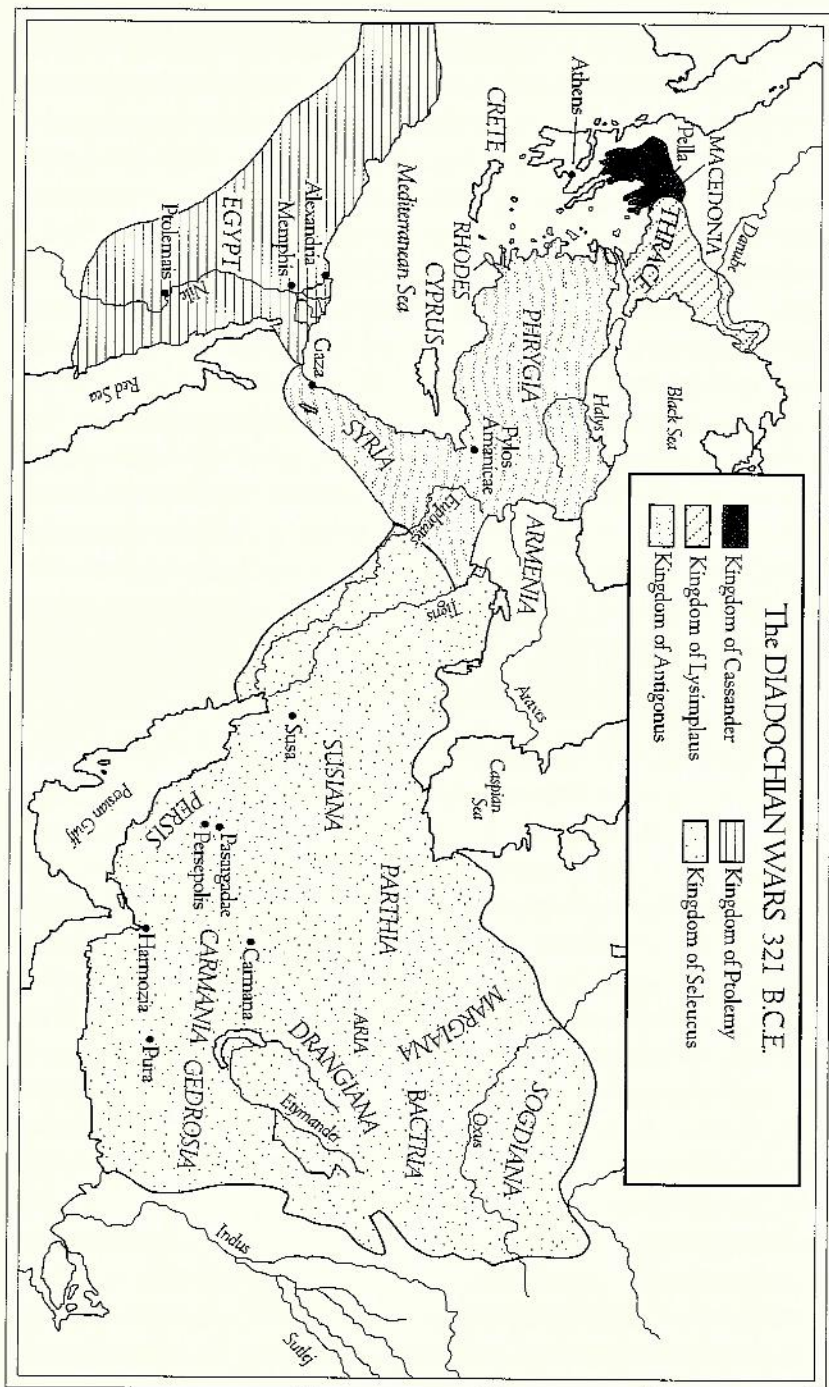 The DIADOCHIAN WARS 321 B.C.E.
Kingdom of Cassander
Kingdom of Lysimplaus
Kingdom of Antigonus
Kingdom of Ptolemy
Kingdom of Seleucus
MACEDONIA
Pella
THRACE
Danube
Black Sea
Athens
CRETE
RHODES
CYPRUS
Mediterranean Sea
PHRYGIA
Halys
Pylos
Amanicae
ARMENIA
Araxes
Caspian
Sea
SYRIA
Euphrates
Tigris
Gaza
Alexandria
Memphis
EGYPT
Ptolemais
Nile
Red Sea
Susa
SUSIANA
PERSIS
Pasargadae
Persepolis
Persian Gulf
PARTHIA
MARGIANA
SOGDIANA
Oxus
BACTRIA
ARIA
DRANGIANA
Etymander
Carmana
CARMANIA
Harmozia
Pura
GEDROSIA
Indus
Sutlej